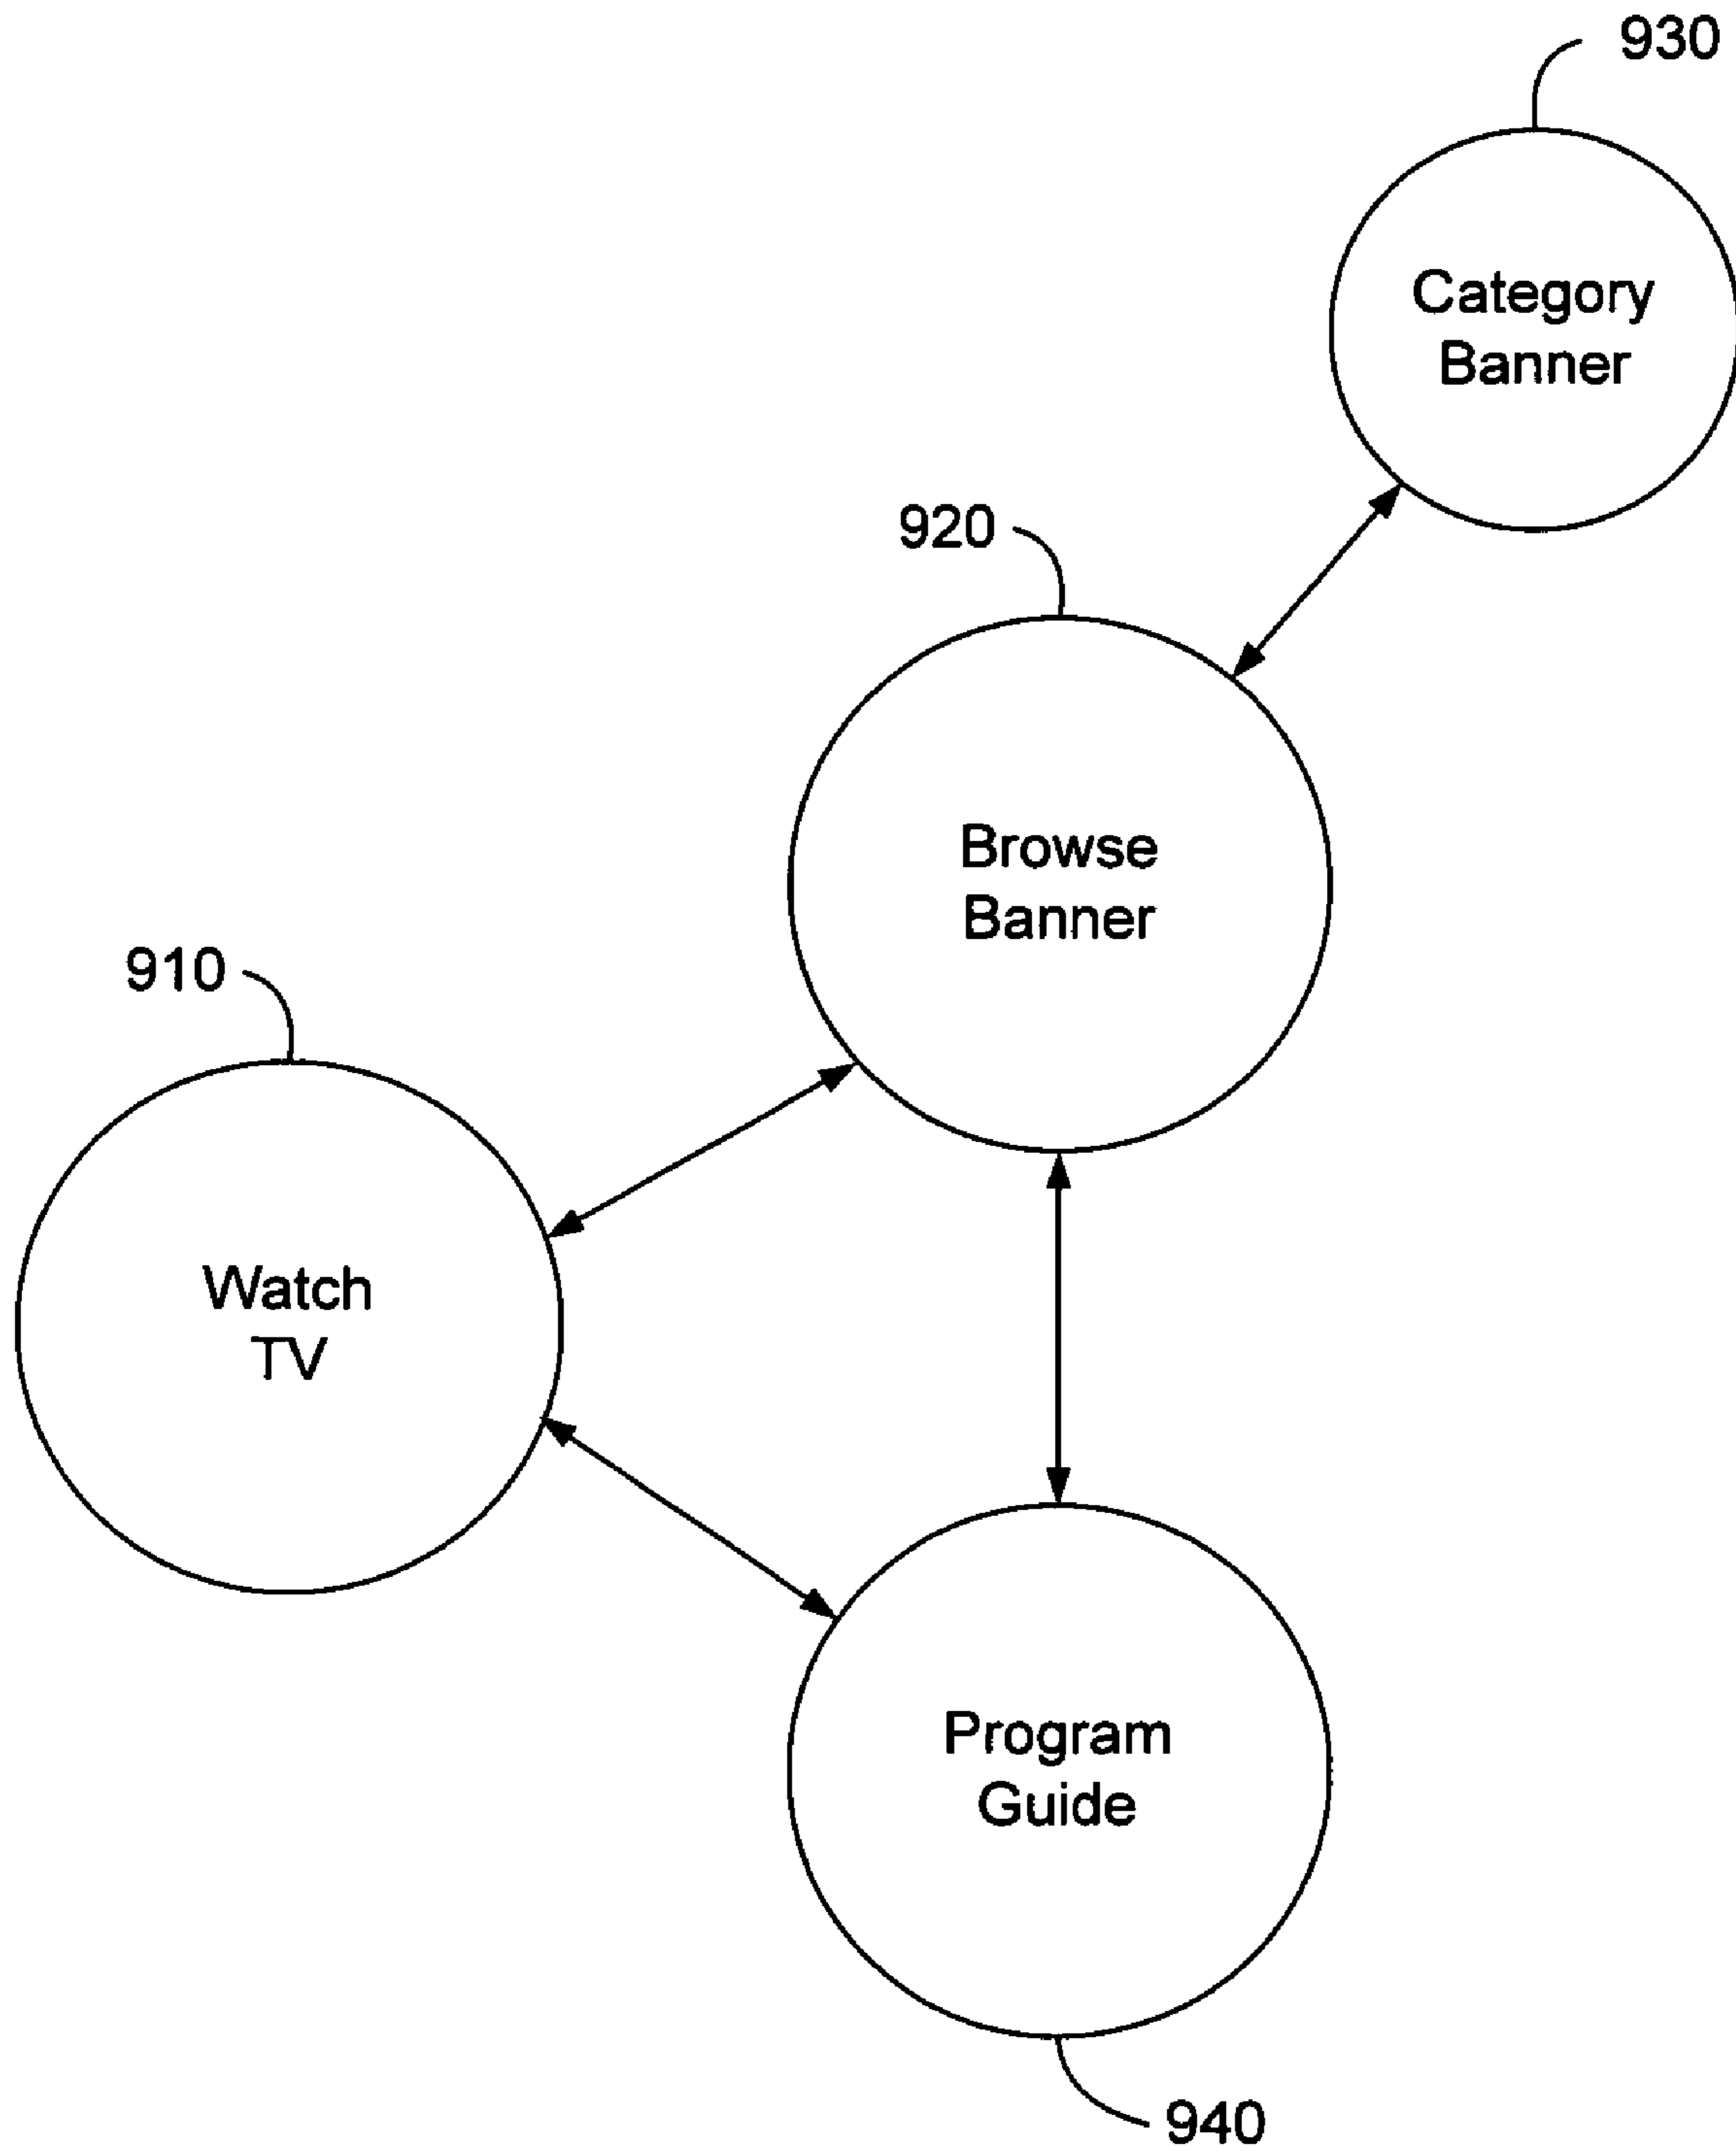 930
Category
Banner
920
Browse
Banner
910
Watch
TV
Program
Guide
940